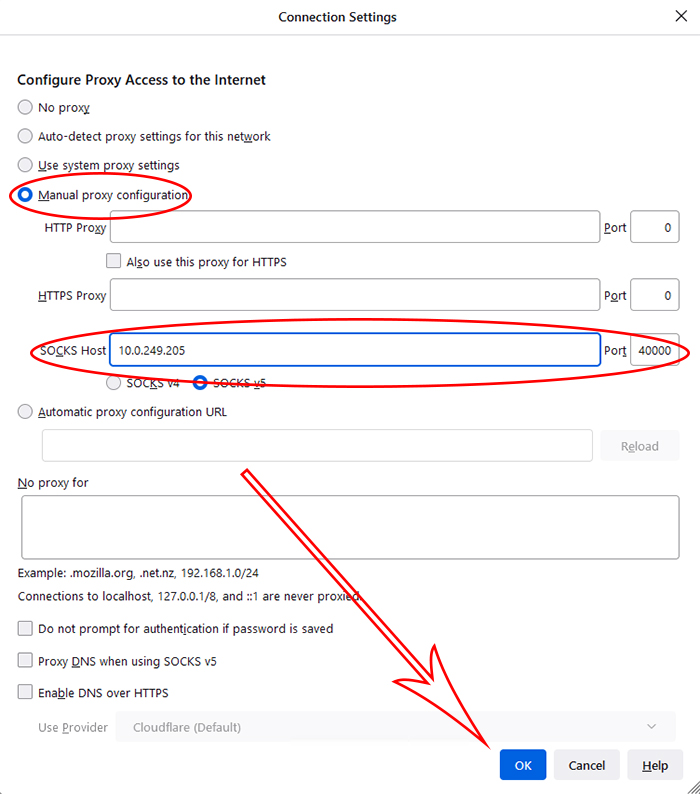 Connection Settings
Configure Proxy Access to the Internet
No proxy
Auto-detect proxy settings for this network
Use system proxy settings
Manual proxy configuration
HTTP Proxy Port 0
Also use this proxy for HTTPS
HTTPS Proxy Port 0
SOCKS Host 10.0.249.205 Port 40000
SOCKS v4 SOCKS v5
Automatic proxy configuration URL
Reload
No proxy for
Example: .mozilla.org, .net.nz, 192.168.1.0/24
Connections to localhost, 127.0.0.1/8, and ::1 are never proxied.
Do not prompt for authentication if password is saved
Proxy DNS when using SOCKS v5
Enable DNS over HTTPS
Use Provider Cloudflare (Default)
OK Cancel Help